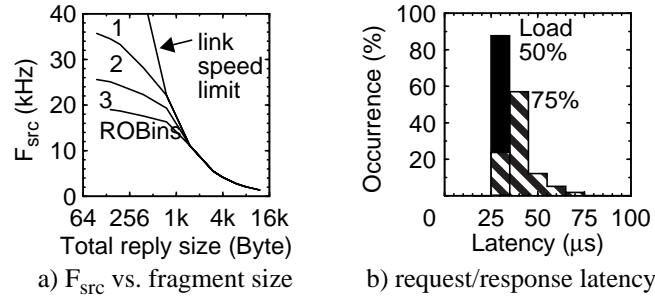 40
30
20
10
0
F_src (kHz)
1
2
3
ROBins
link
speed
limit
64 256 1k 4k 16k
Total reply size (Byte)
a) F_src vs. fragment size
100
80
60
40
20
Occurrence (%)
Load
50%
75%
0 25 50 75 100
Latency (μs)
b) request/response latency